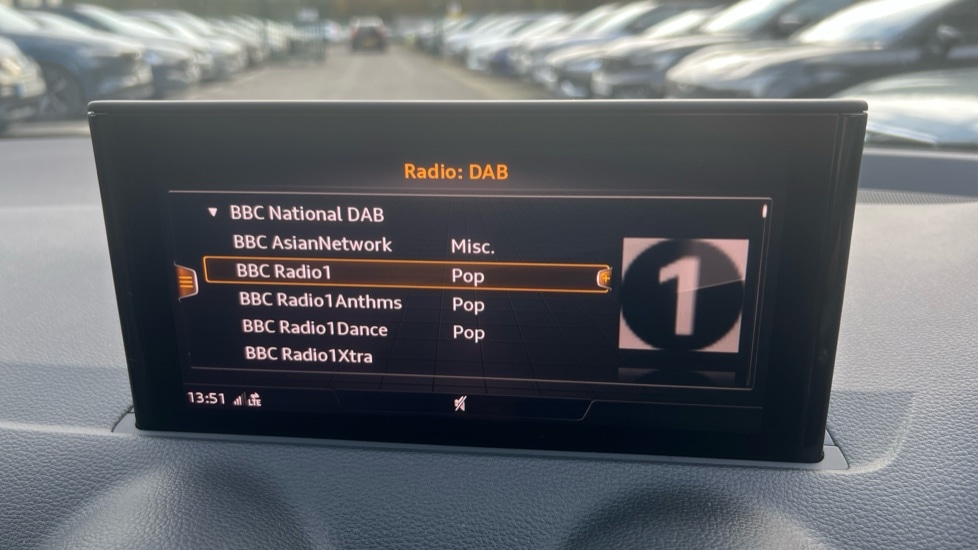 Radio: DAB
BBC National DAB
BBC AsianNetwork Misc.
BBC Radio1 Pop
BBC Radio1Anthms Pop
BBC Radio1Dance Pop
BBC Radio1Xtra
1
13:51 LTE